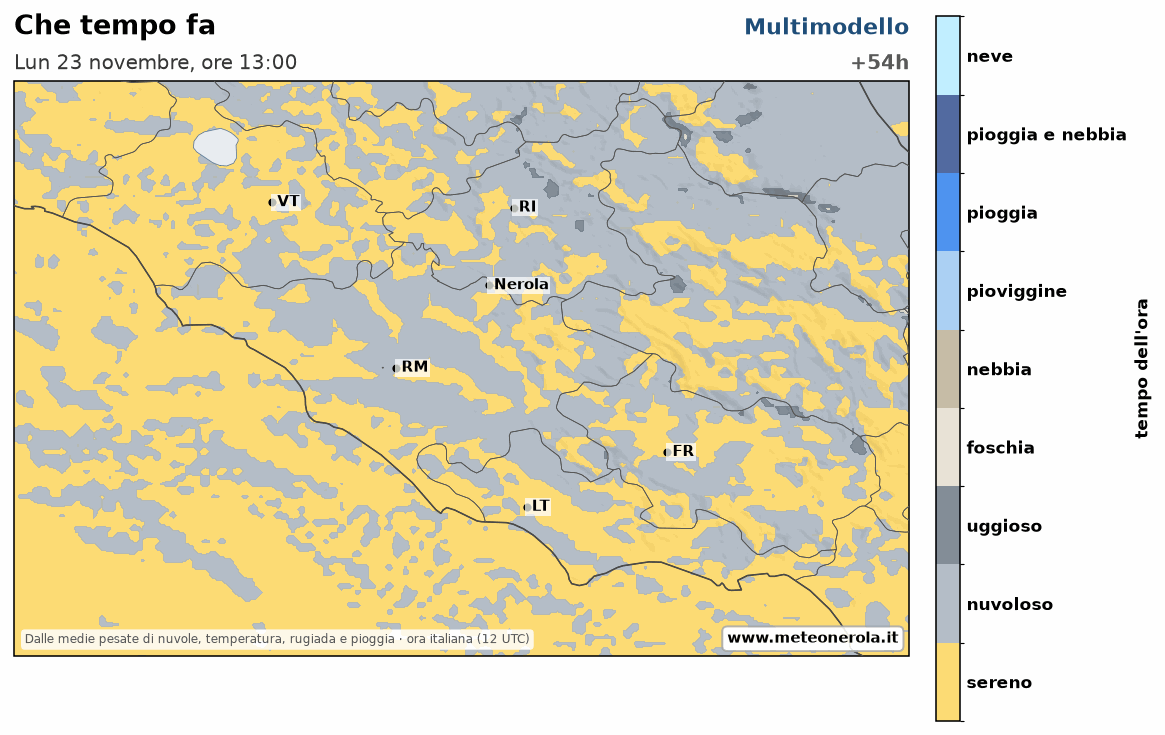 Che tempo fa
Multimodello
Lun 23 novembre, ore 13:00
+54h
VT
RI
Nerola
RM
FR
LT
Dalle medie pesate di nuvole, temperatura, rugiada e pioggia · ora italiana (12 UTC)
www.meteonerola.it
neve
pioggia e nebbia
pioggia
pioviggine
nebbia
foschia
uggioso
nuvoloso
sereno
tempo dell'ora